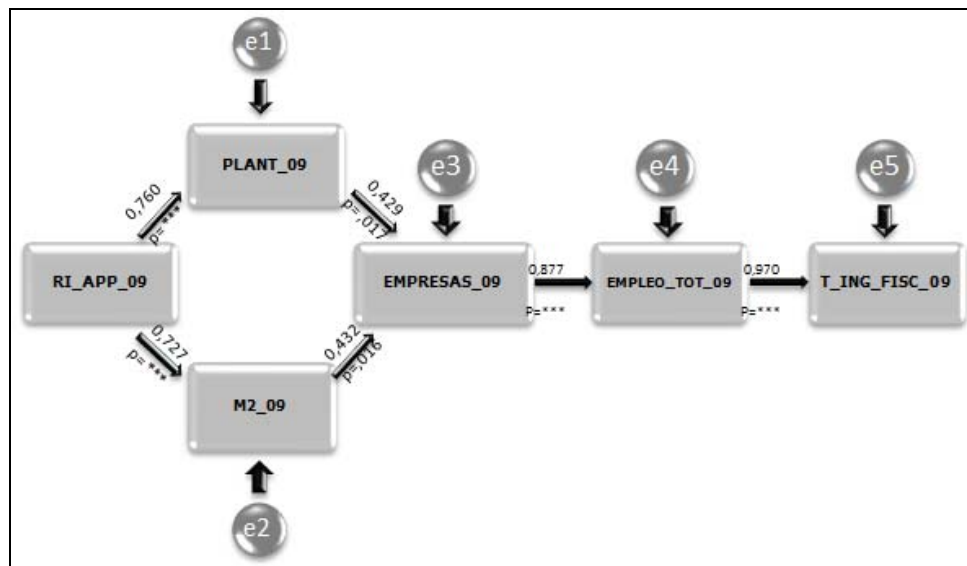 e1
PLANT_09
0,760
p= ***
0,429
p=,017
e3
e4
e5
RI_APP_09
EMPRESAS_09
0,877
P=***
EMPLEO_TOT_09
0,970
P=***
T_ING_FISC_09
0,727
p= ***
0,432
p=,016
M2_09
e2